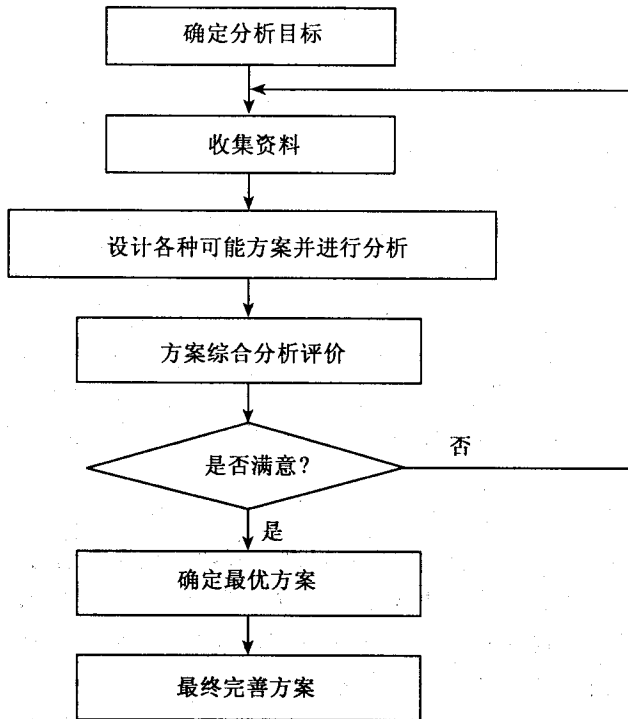 确定分析目标
收集资料
设计各种可能方案并进行分析
方案综合分析评价
是否满意?
否
是
确定最优方案
最终完善方案